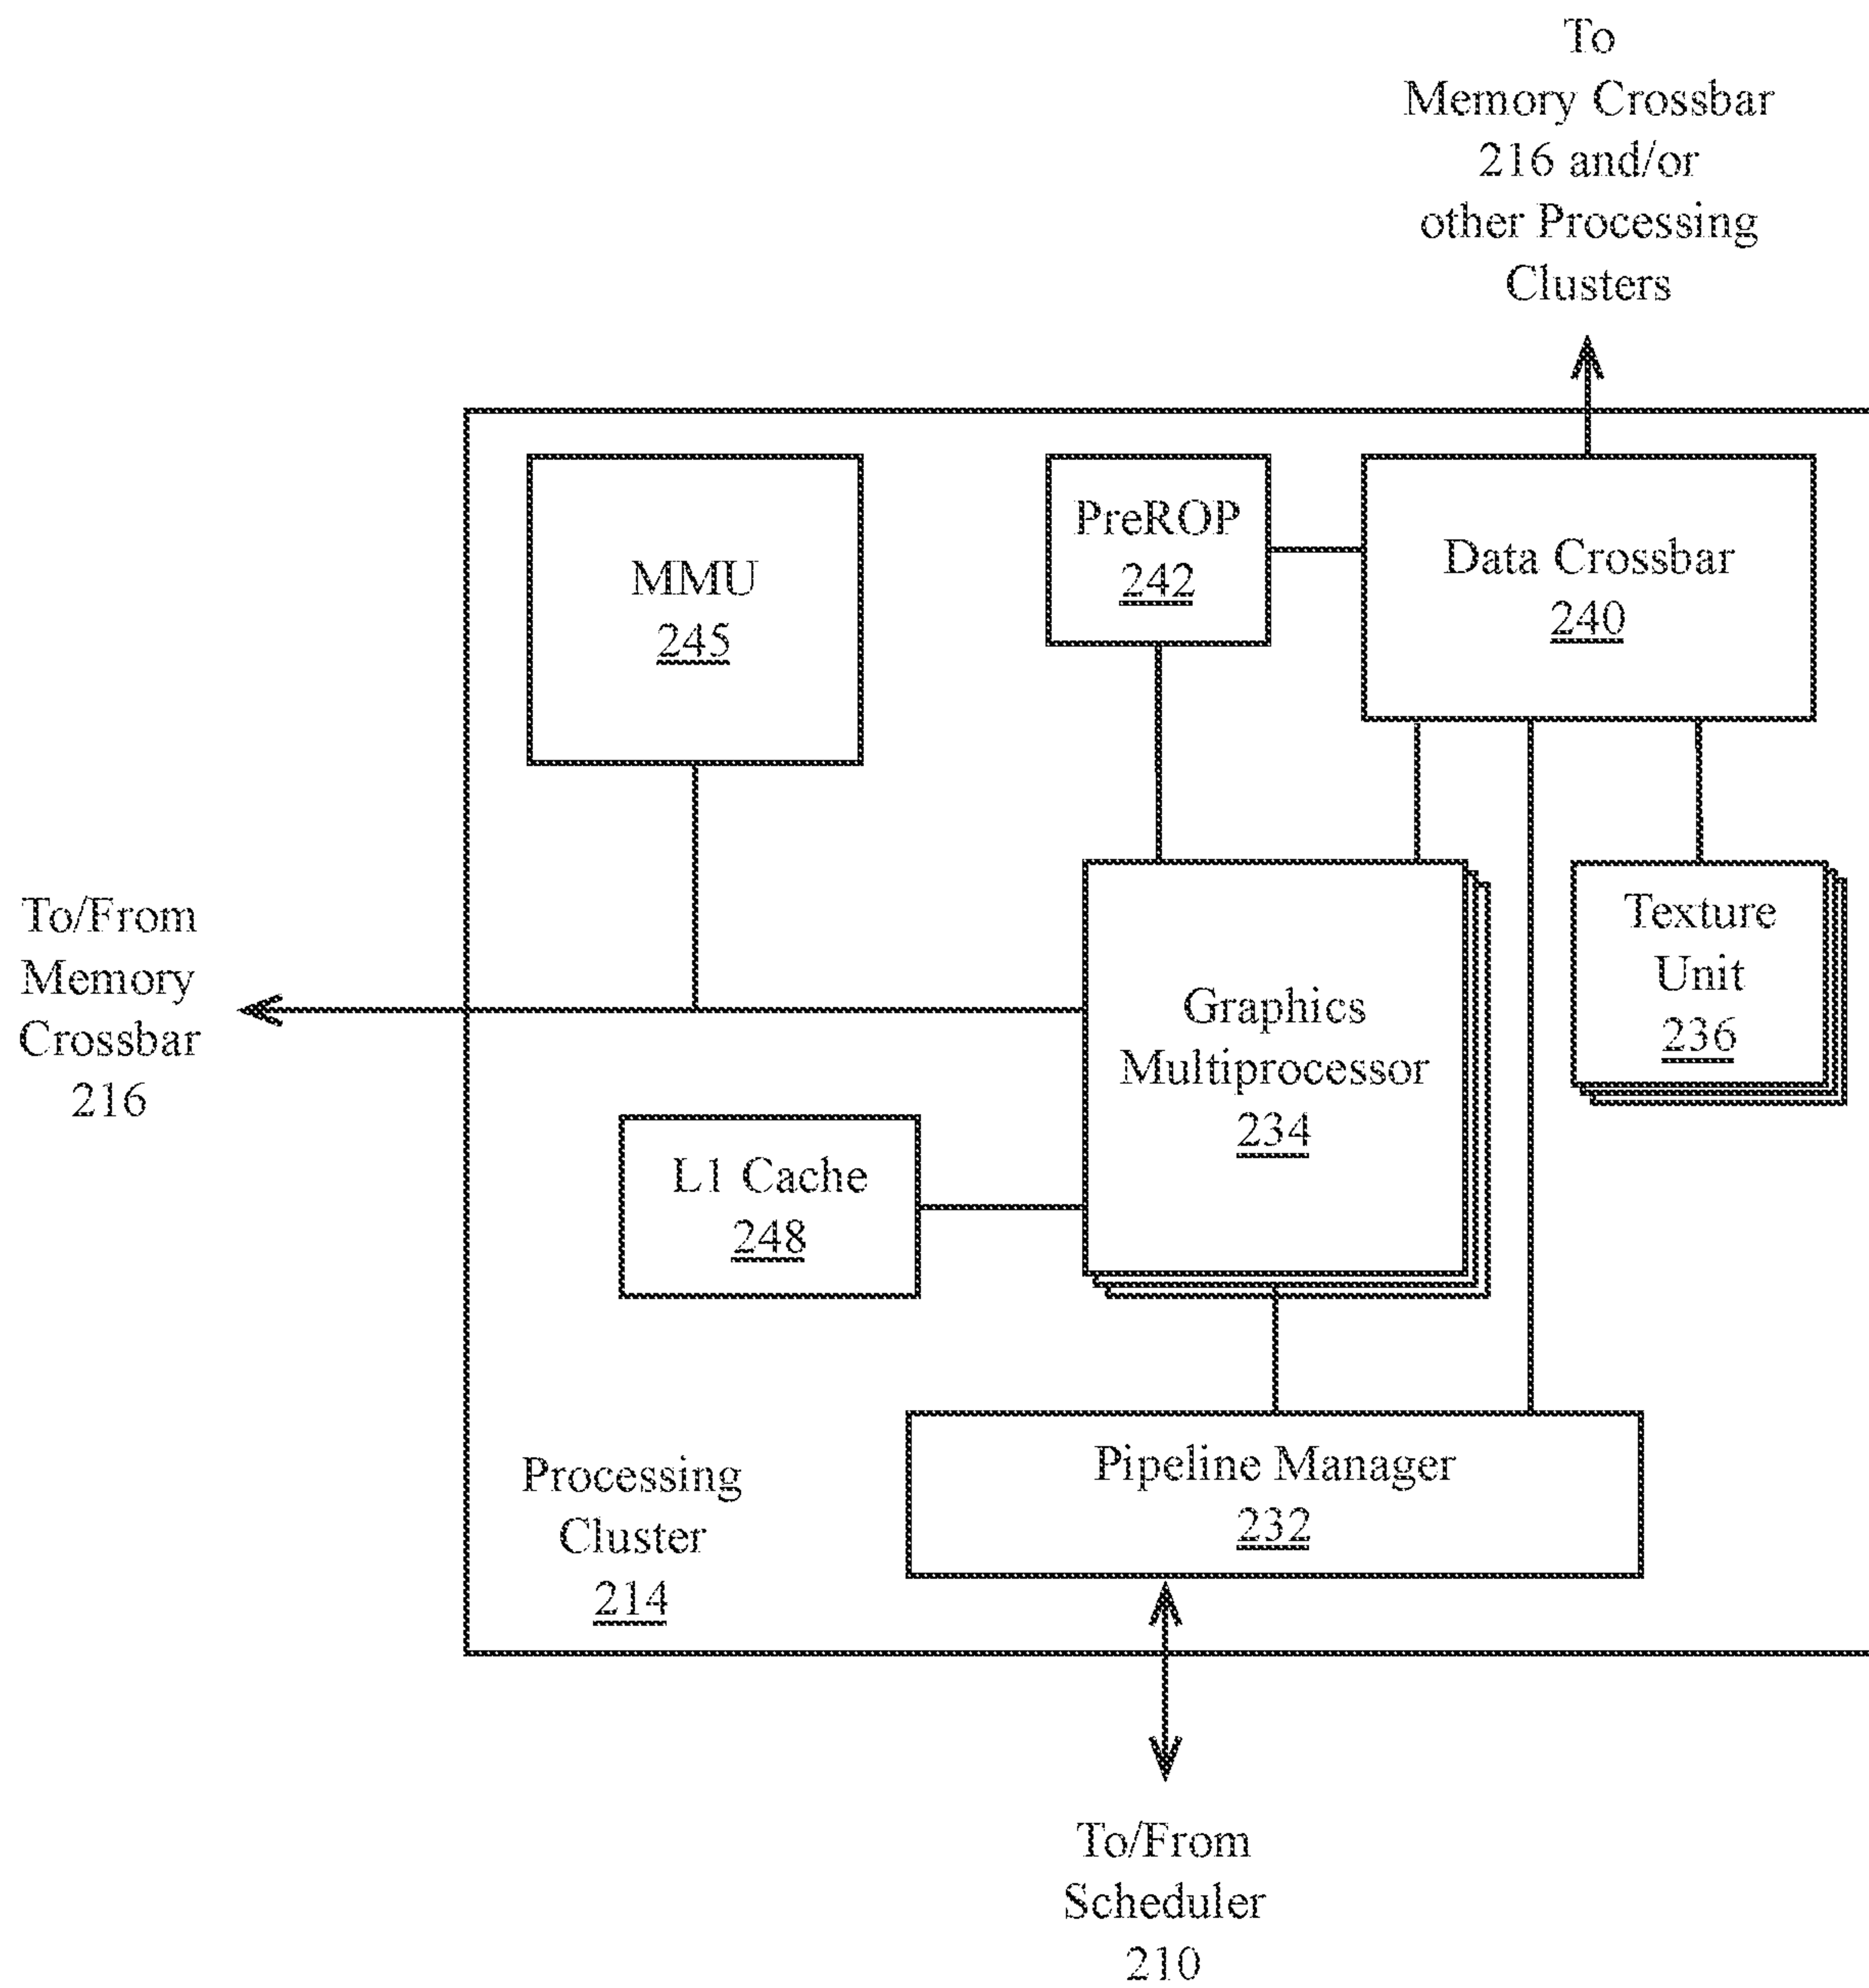 To
Memory Crossbar
216 and/or
other Processing
Clusters
MMU
245
PreROP
242
Data Crossbar
240
To/From
Memory
Crossbar
216
Texture
Unit
236
Graphics
Multiprocessor
234
L1 Cache
248
Pipeline Manager
232
Processing
Cluster
214
To/From
Scheduler
210